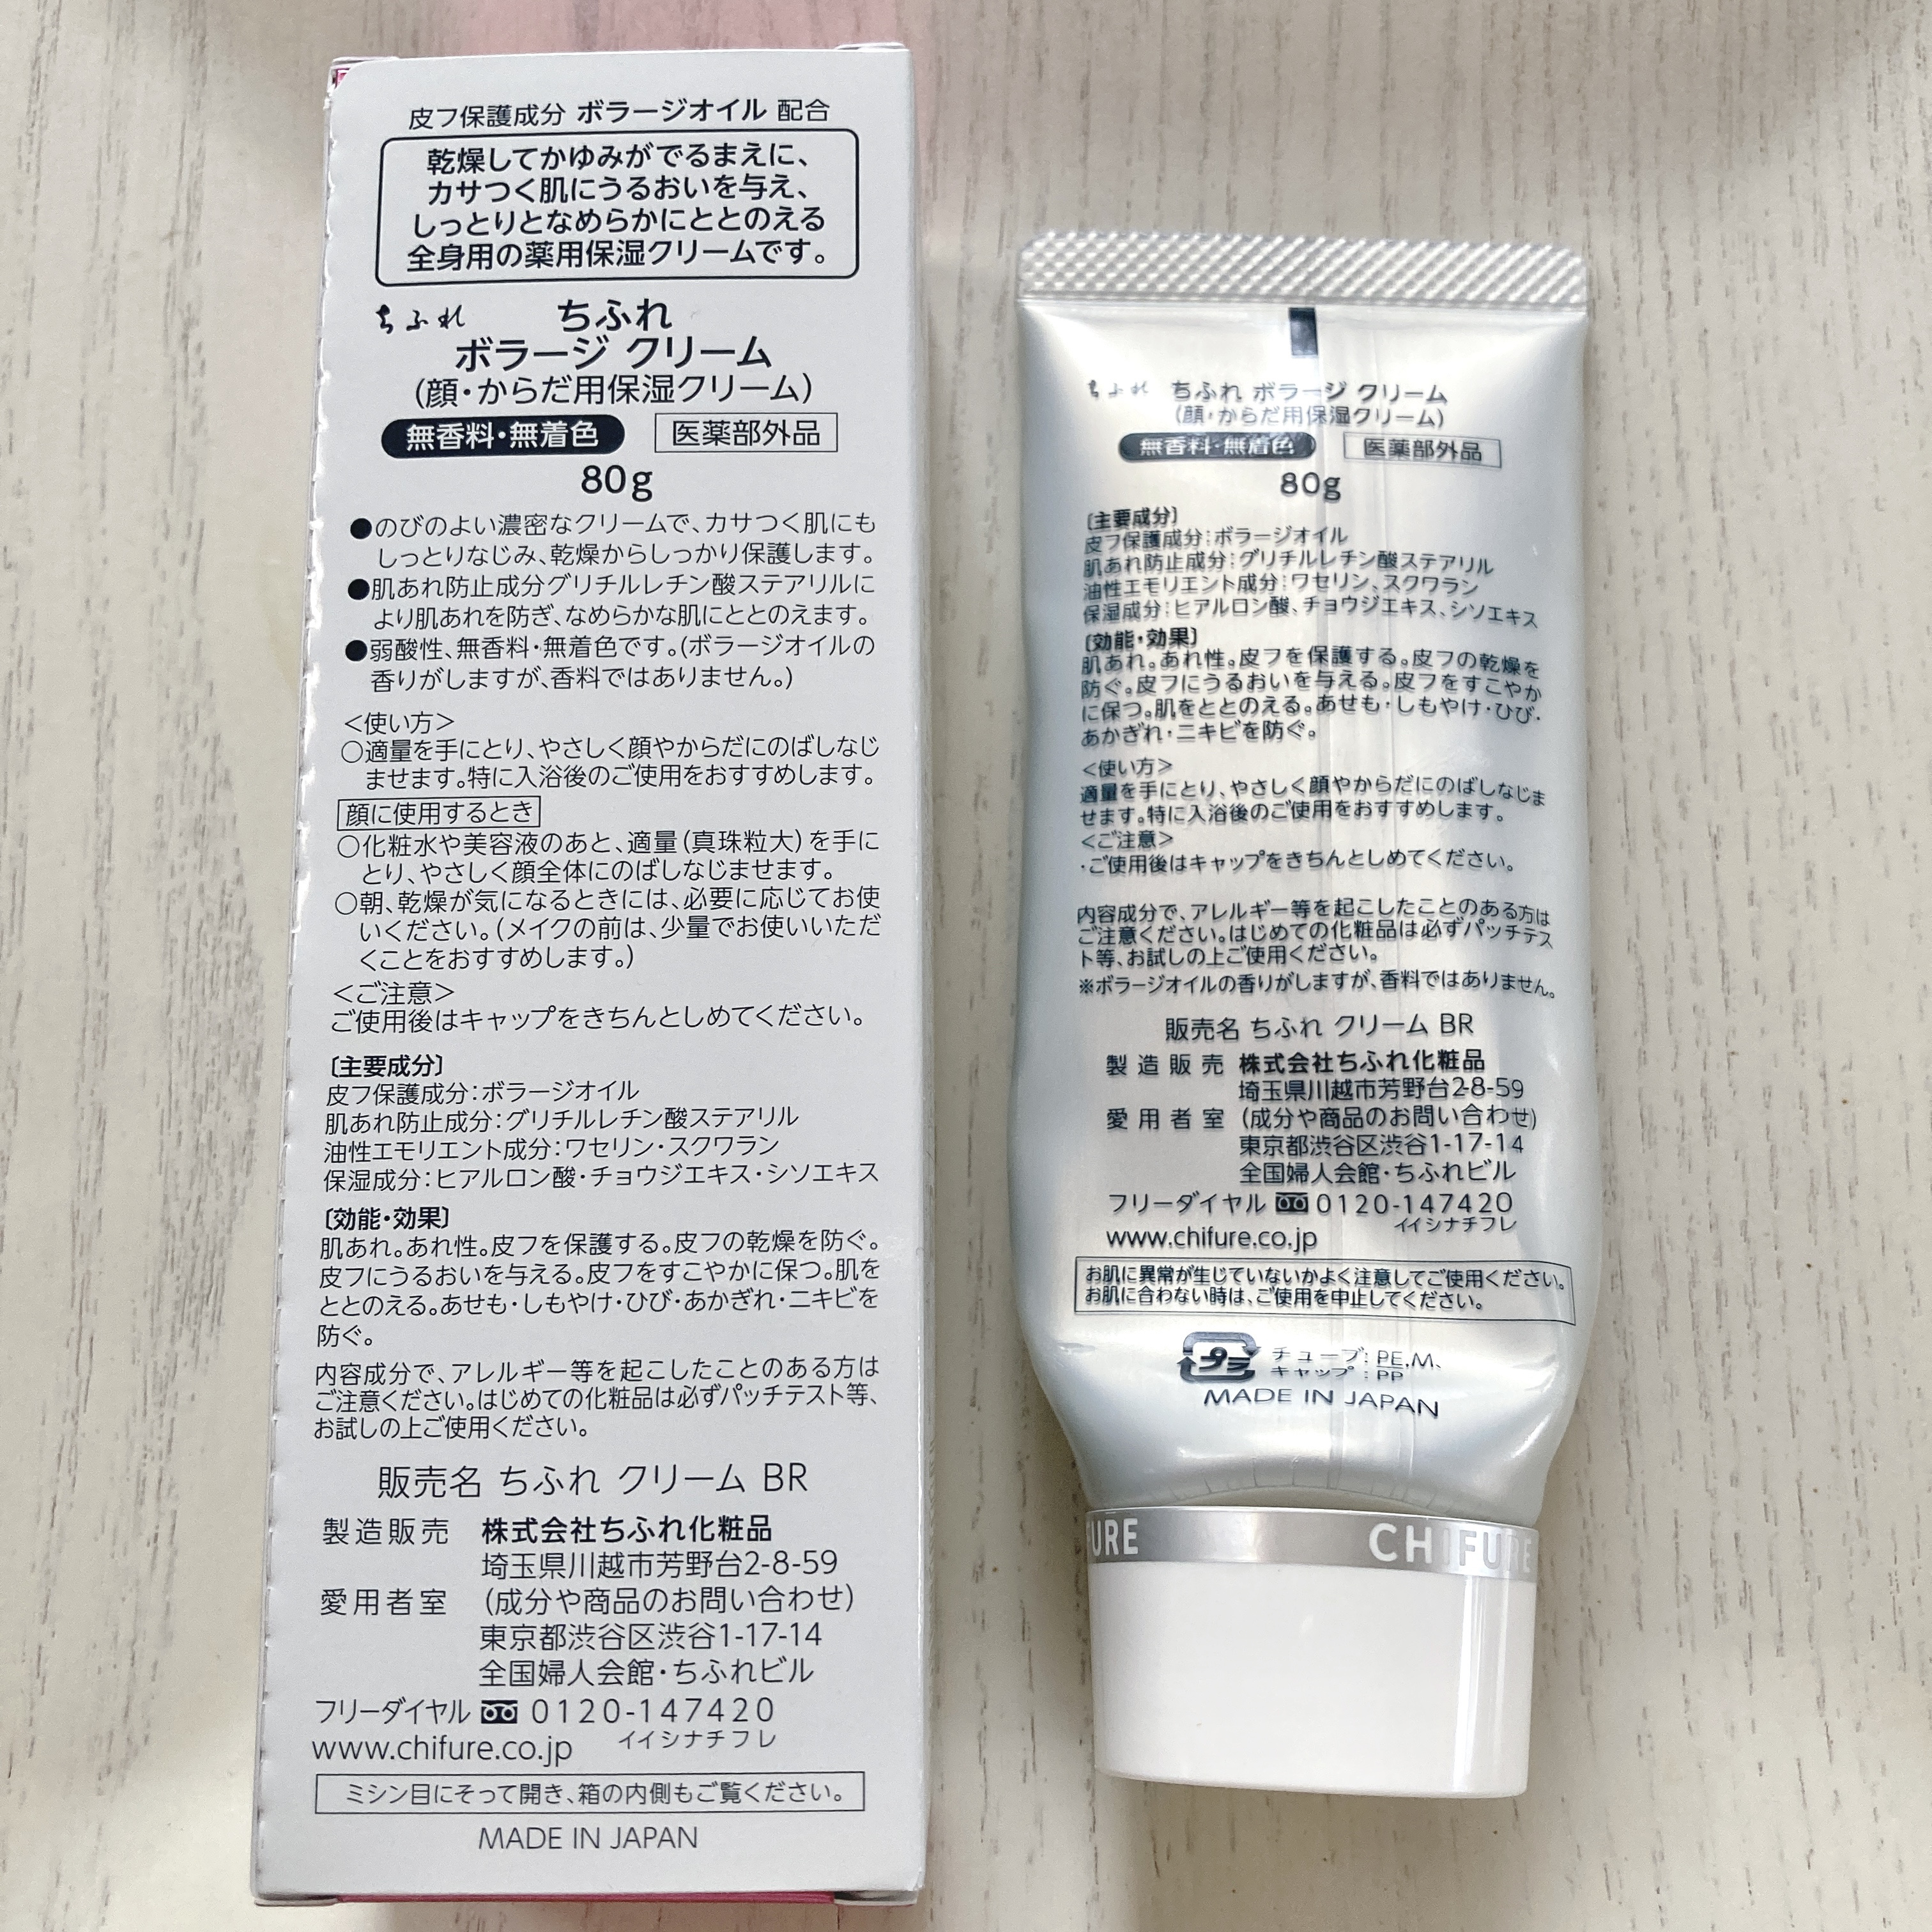 皮フ保護成分 ボラージオイル 配合
乾燥してかゆみがでるまえに、
カサつく肌にうるおいを与え、
しっとりとなめらかにととのえる
全身用の薬用保湿クリームです。
ちふれ ちふれ
ボラージ クリーム
(顔・からだ用保湿クリーム)
無香料・無着色 医薬部外品
80g
●のびのよい濃密なクリームで、カサつく肌にも
しっとりなじみ、乾燥からしっかり保護します。
●肌あれ防止成分グリチルレチン酸ステアリルに
より肌あれを防ぎ、なめらかな肌にととのえます。
●弱酸性、無香料・無着色です。(ボラージオイルの
香りがしますが、香料ではありません。)
<使い方>
○適量を手にとり、やさしく顔やからだにのばしなじ
ませます。特に入浴後のご使用をおすすめします。
顔に使用するとき
○化粧水や美容液のあと、適量(真珠粒大)を手に
とり、やさしく顔全体にのばしなじませます。
○朝、乾燥が気になるときには、必要に応じてお使
いください。(メイクの前は、少量でお使いいただ
くことをおすすめします。)
<ご注意>
ご使用後はキャップをきちんとしめてください。
〔主要成分〕
皮フ保護成分:ボラージオイル
肌あれ防止成分:グリチルレチン酸ステアリル
油性エモリエント成分:ワセリン・スクワラン
保湿成分:ヒアルロン酸・チョウジエキス・シソエキス
〔効能・効果〕
肌あれ。あれ性。皮フを保護する。皮フの乾燥を防ぐ。
皮フにうるおいを与える。皮フをすこやかに保つ。肌を
ととのえる。あせも・しもやけ・ひび・あかぎれ・ニキビを
防ぐ。
内容成分で、アレルギー等を起こしたことのある方は
ご注意ください。はじめての化粧品は必ずパッチテスト等、
お試しの上ご使用ください。
販売名 ちふれ クリーム BR
製造販売 株式会社ちふれ化粧品
埼玉県川越市芳野台2-8-59
愛用者室 (成分や商品のお問い合わせ)
東京都渋谷区渋谷1-17-14
全国婦人会館・ちふれビル
フリーダイヤル 0120-147420
www.chifure.co.jp イイシナチフレ
ミシン目にそって開き、箱の内側もご覧ください。
MADE IN JAPAN
ちふれ ちふれ ボラージ クリーム
(顔・からだ用保湿クリーム)
無香料・無着色 医薬部外品
80g
〔主要成分〕
皮フ保護成分:ボラージオイル
肌あれ防止成分:グリチルレチン酸ステアリル
油性エモリエント成分:ワセリン、スクワラン
保湿成分:ヒアルロン酸、チョウジエキス、シソエキス
〔効能・効果〕
肌あれ。あれ性。皮フを保護する。皮フの乾燥を
防ぐ。皮フにうるおいを与える。皮フをすこやか
に保つ。肌をととのえる。あせも・しもやけ・ひび・
あかぎれ・ニキビを防ぐ。
<使い方>
適量を手にとり、やさしく顔やからだにのばしなじま
せます。特に入浴後のご使用をおすすめします。
<ご注意>
・ご使用後はキャップをきちんとしめてください。
内容成分で、アレルギー等を起こしたことのある方は
ご注意ください。はじめての化粧品は必ずパッチテス
ト等、お試しの上ご使用ください。
※ボラージオイルの香りがしますが、香料ではありません。
販売名 ちふれ クリーム BR
製造販売 株式会社ちふれ化粧品
埼玉県川越市芳野台2-8-59
愛用者室 (成分や商品のお問い合わせ)
東京都渋谷区渋谷1-17-14
全国婦人会館・ちふれビル
フリーダイヤル 0120-147420
イイシナチフレ
www.chifure.co.jp
お肌に異常が生じていないかよく注意してご使用ください。
お肌に合わない時は、ご使用を中止してください。
プラ チューブ:PE,M、
キャップ:PP
MADE IN JAPAN
FURE CHIFURE